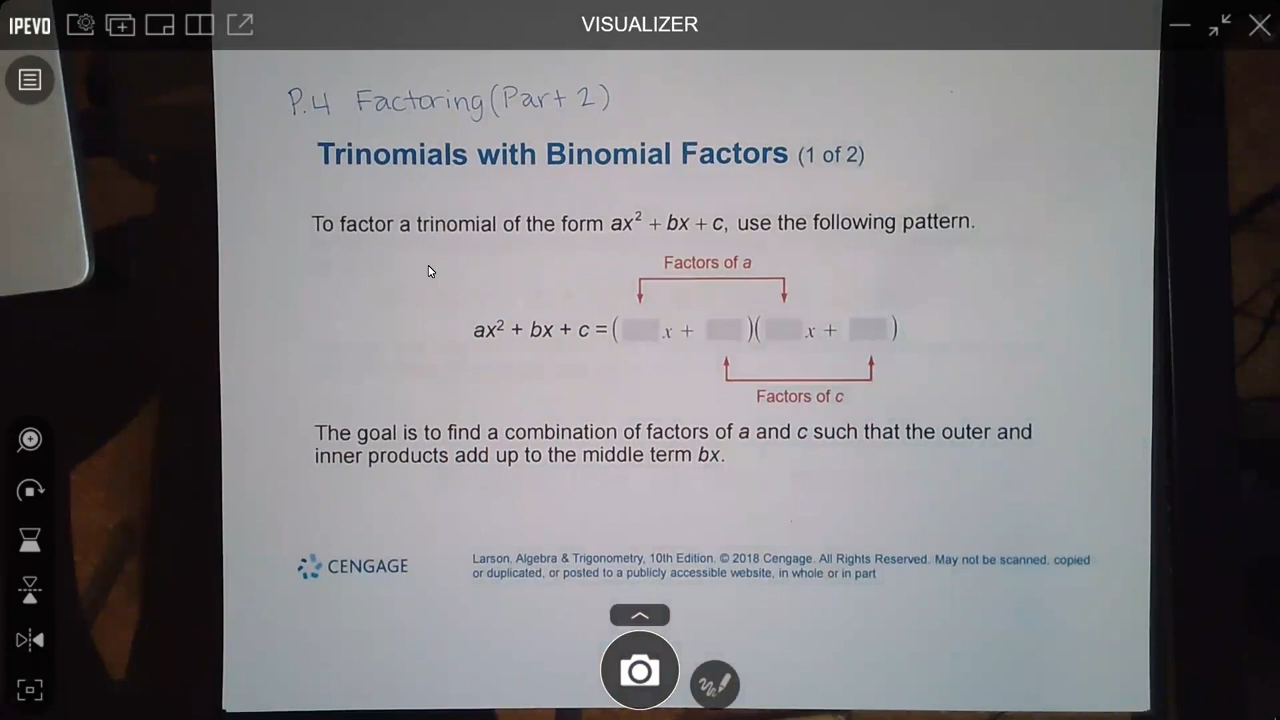 IPEVO
VISUALIZER
P.4 Factoring (Part 2)
Trinomials with Binomial Factors (1 of 2)
To factor a trinomial of the form ax² + bx + c, use the following pattern.
Factors of a
ax² + bx + c = ( x + )( x + )
Factors of c
The goal is to find a combination of factors of a and c such that the outer and
inner products add up to the middle term bx.
CENGAGE
Larson, Algebra & Trigonometry, 10th Edition. © 2018 Cengage. All Rights Reserved. May not be scanned, copied
or duplicated, or posted to a publicly accessible website, in whole or in part